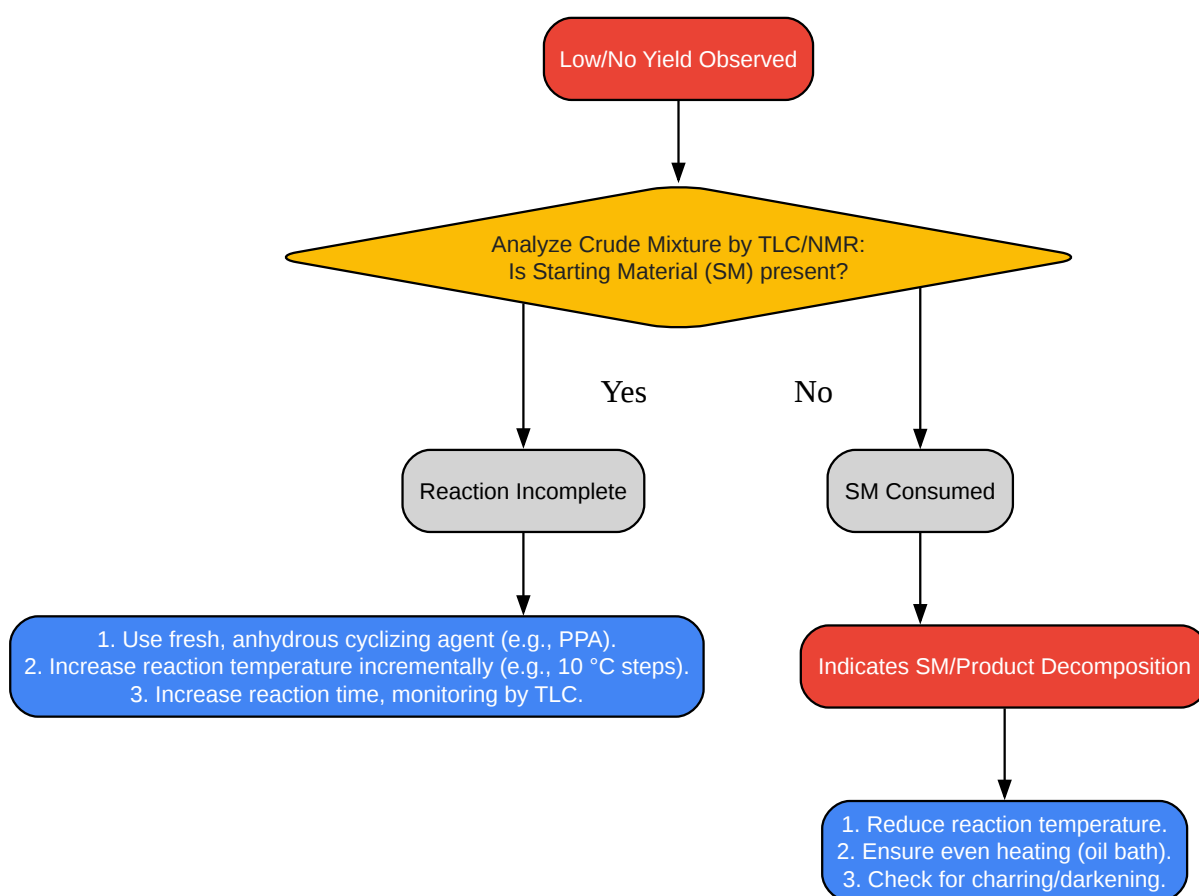 Low/No Yield Observed
Analyze Crude Mixture by TLC/NMR:
Is Starting Material (SM) present?
Yes
No
Reaction Incomplete
SM Consumed
1. Use fresh, anhydrous cyclizing agent (e.g., PPA).
2. Increase reaction temperature incrementally (e.g., 10 °C steps).
3. Increase reaction time, monitoring by TLC.
Indicates SM/Product Decomposition
1. Reduce reaction temperature.
2. Ensure even heating (oil bath).
3. Check for charring/darkening.